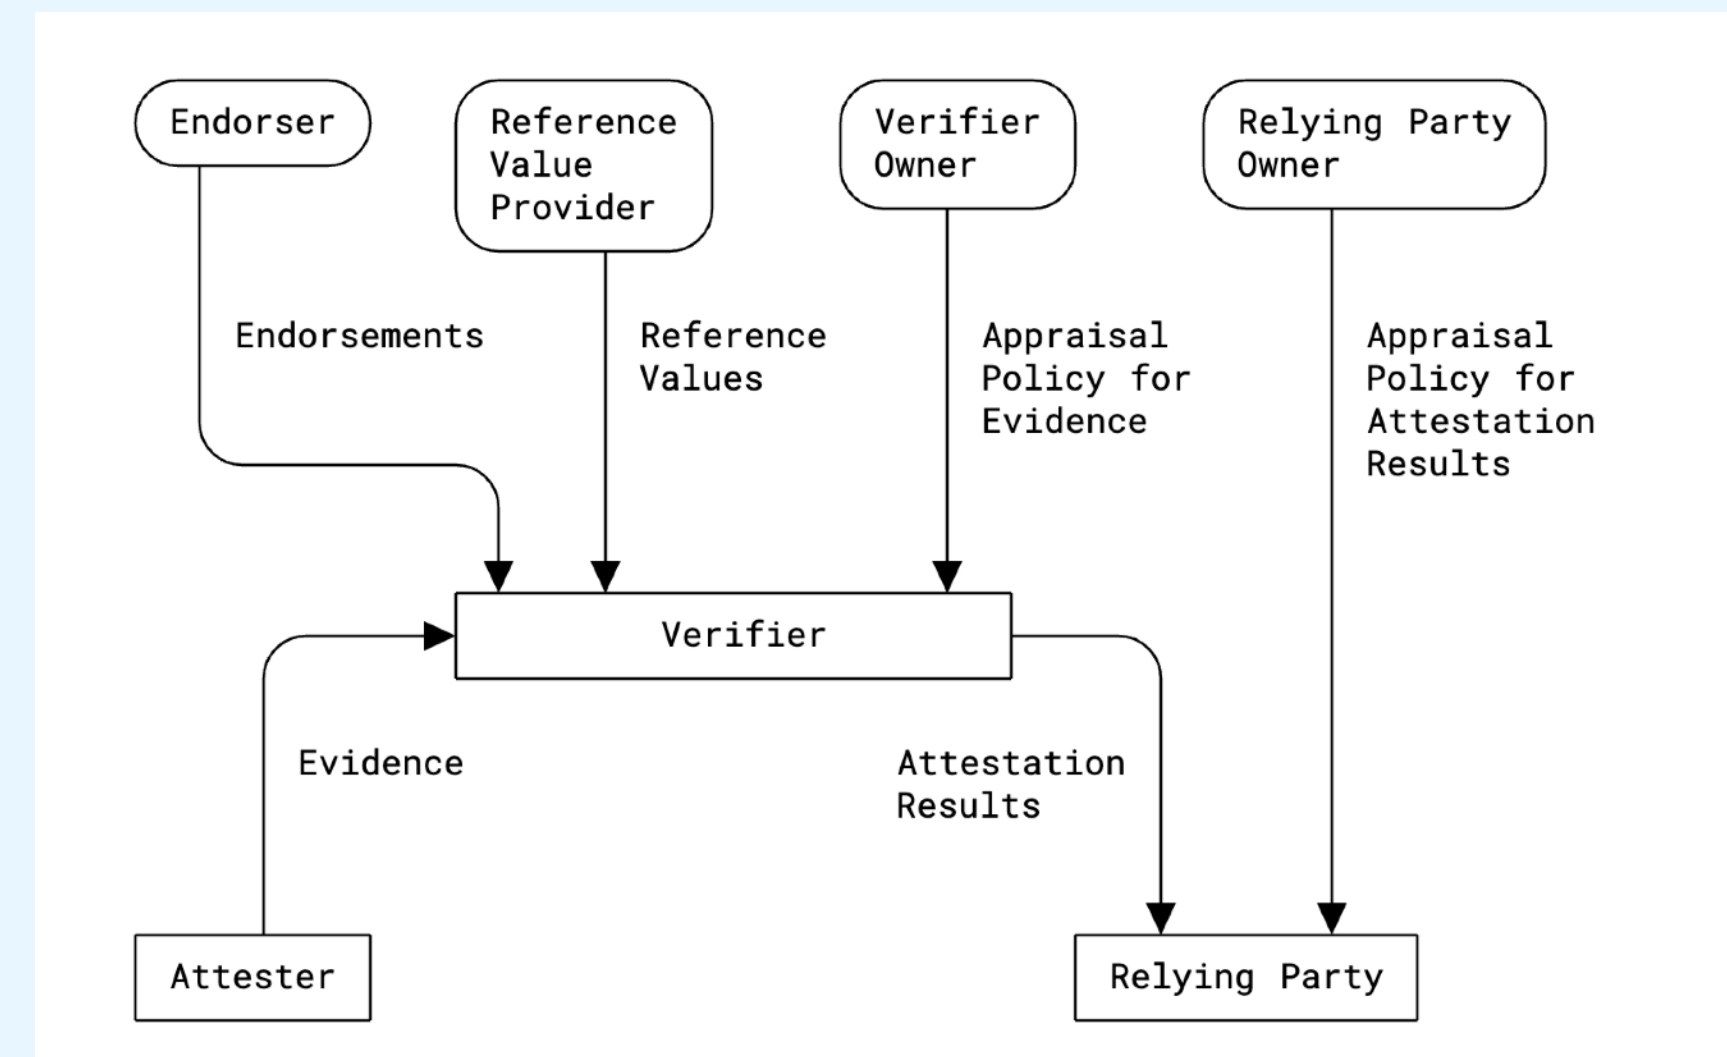 Endorser
Reference
Value
Provider
Verifier
Owner
Relying Party
Owner
Endorsements
Reference
Values
Appraisal
Policy for
Evidence
Appraisal
Policy for
Attestation
Results
Verifier
Evidence
Attestation
Results
Attester
Relying Party